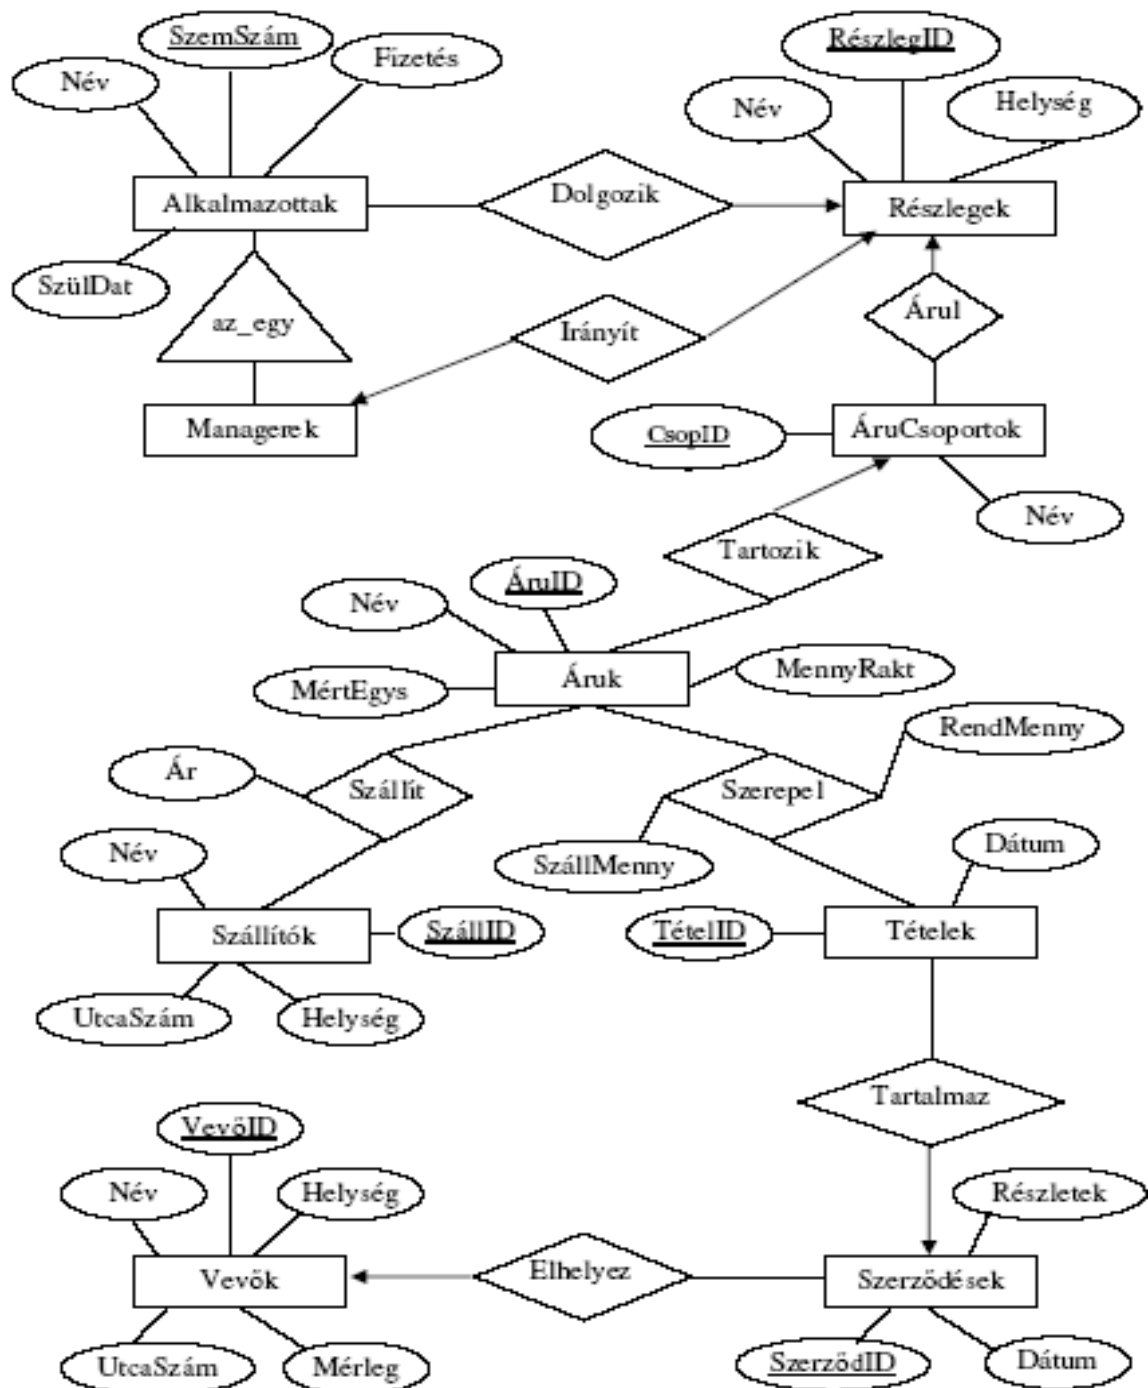 SzemSzám
RészlegID
Név
Fizetés
Név
Helység
Alkalmazottak
Dolgozik
Részlegek
SzülDat
az_egy
Irányít
Árul
Managerek
CsopID
ÁruCsoportok
Név
Tartozik
ÁruID
Név
Áruk
MennyRakt
MértEgys
RendMenny
Ár
Szállít
Szerepel
Név
SzállMenny
Dátum
Szállítók
SzállID
TételID
Tételek
UtcaSzám
Helység
Tartalmaz
VevőID
Név
Helység
Részletek
Vevők
Elhelyez
Szerződések
UtcaSzám
Mérleg
SzerződID
Dátum